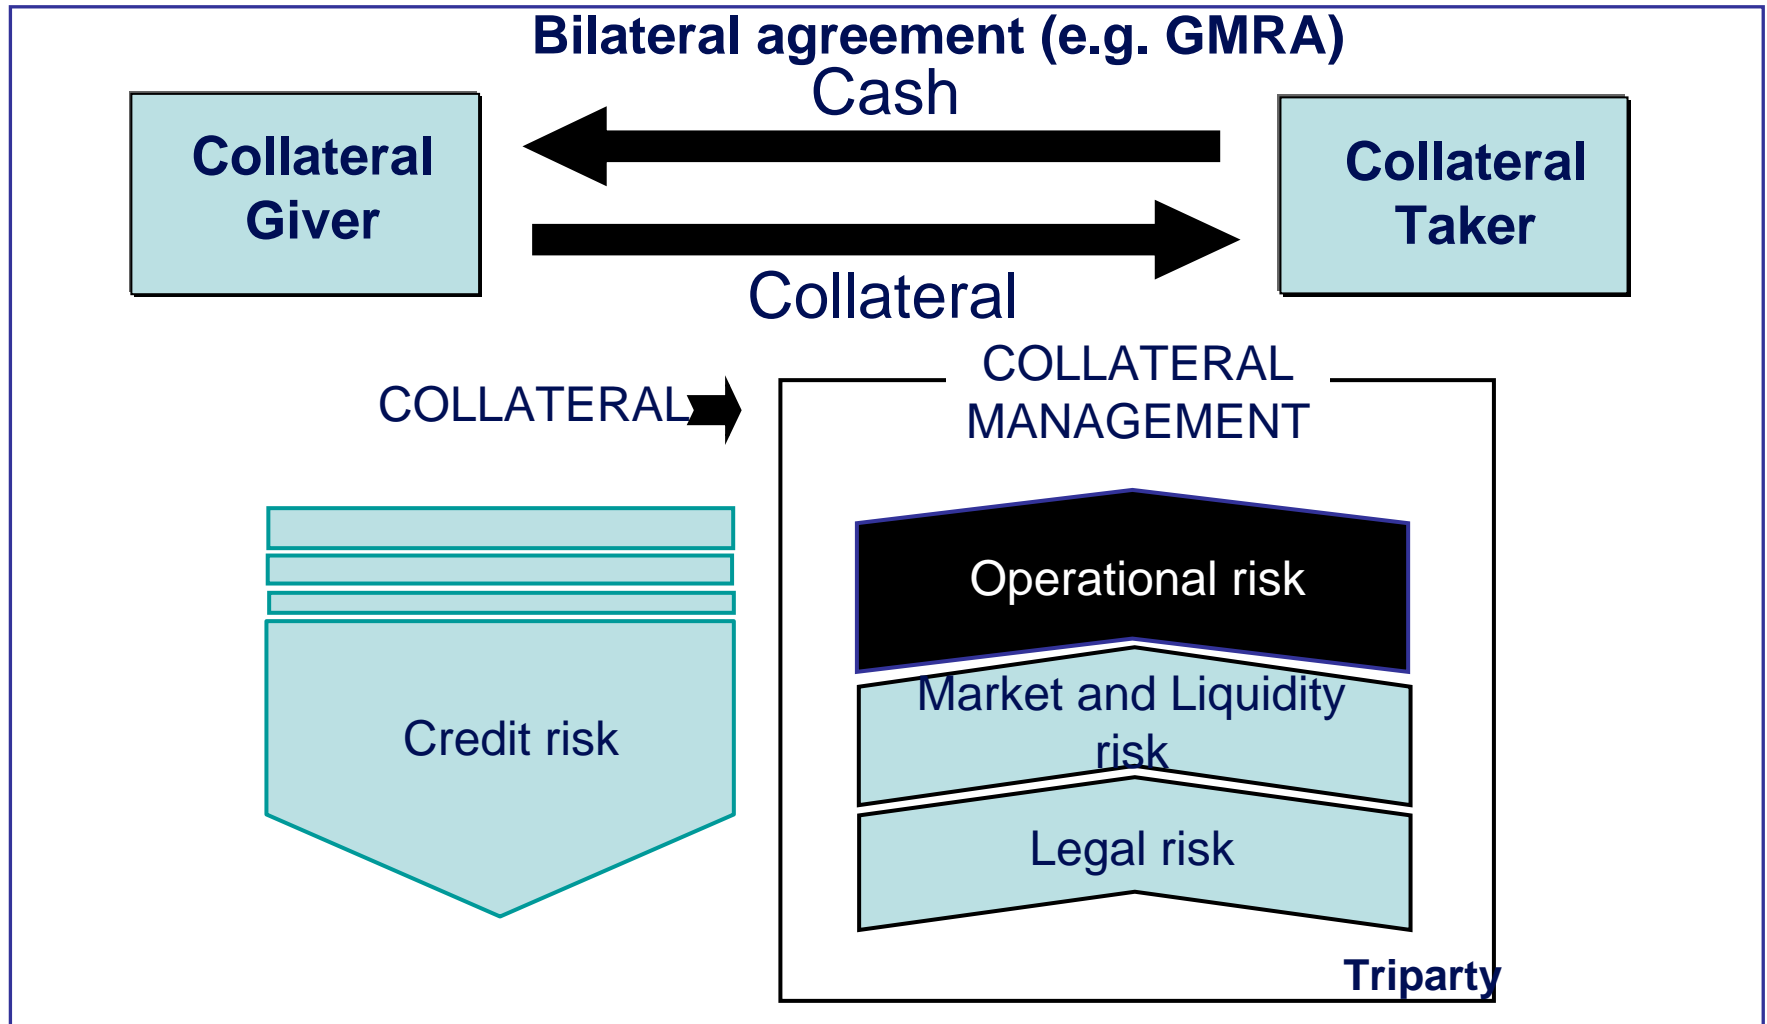 Bilateral agreement (e.g. GMRA)
Cash
Collateral
Giver
Collateral
Taker
Collateral
COLLATERAL
COLLATERAL
MANAGEMENT
Operational risk
Market and Liquidity
risk
Credit risk
Legal risk
Triparty